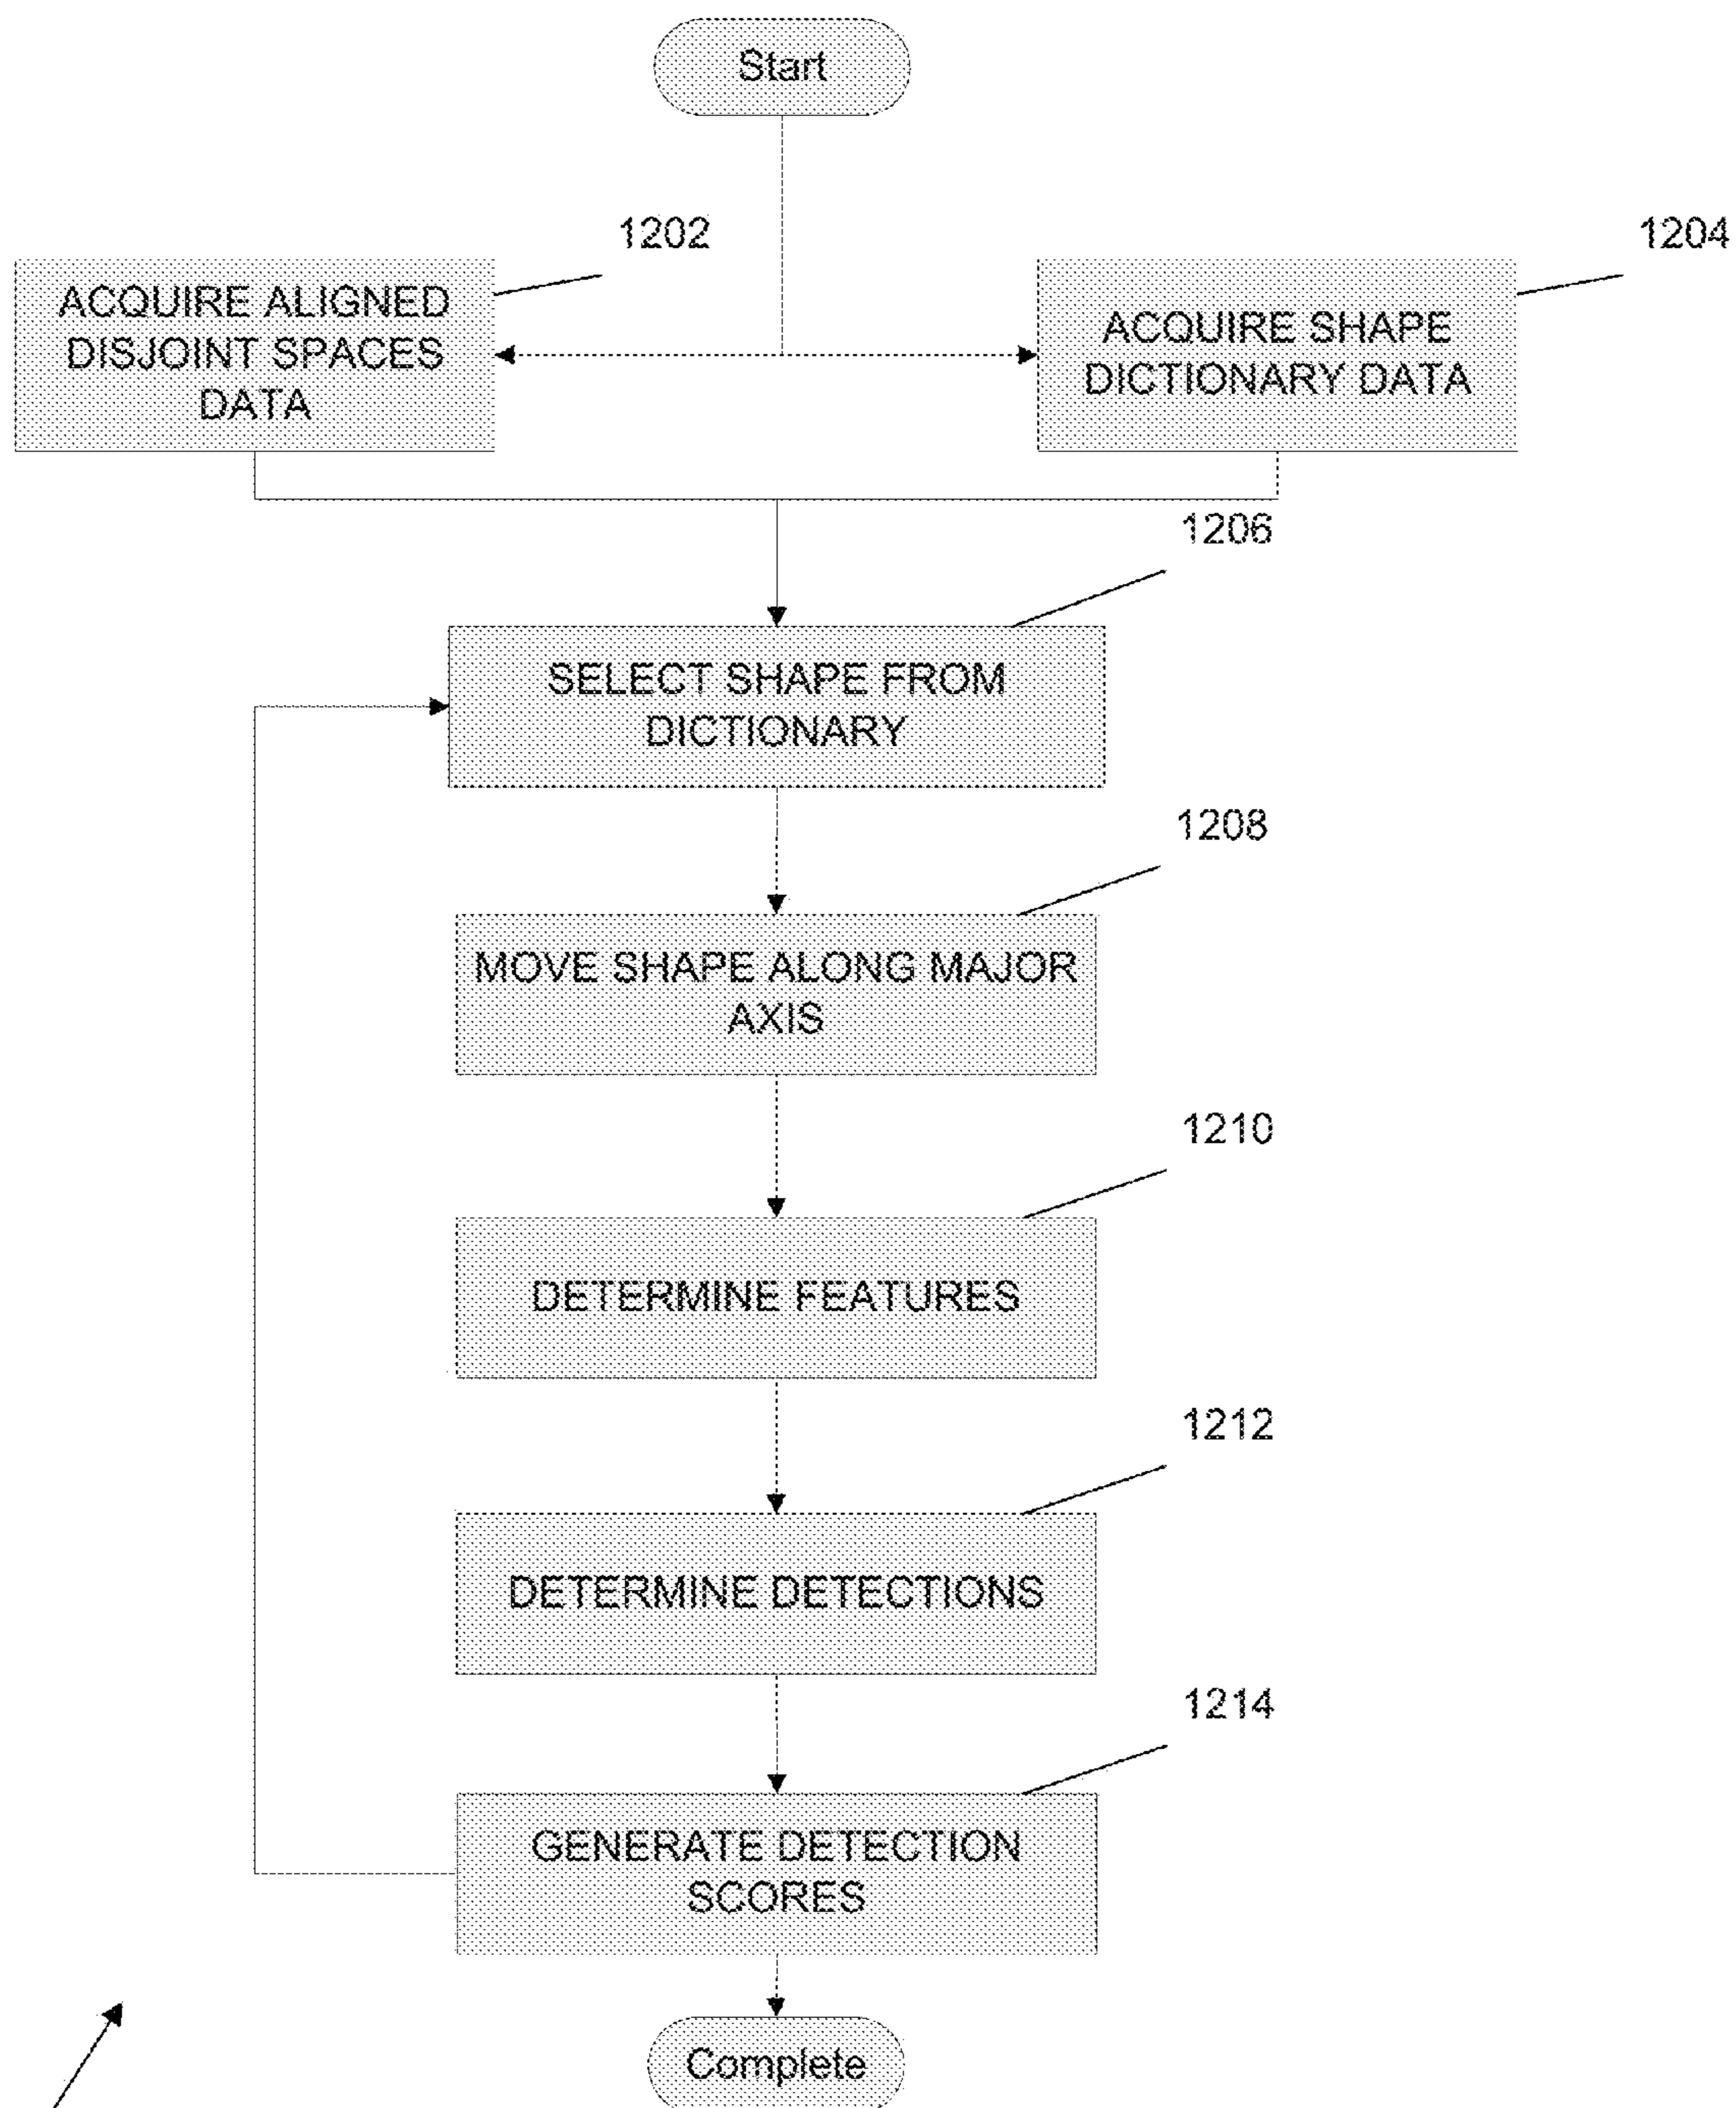 Start
1202
1204
ACQUIRE ALIGNED
DISJOINT SPACES
DATA
ACQUIRE SHAPE
DICTIONARY DATA
1206
SELECT SHAPE FROM
DICTIONARY
1208
MOVE SHAPE ALONG MAJOR
AXIS
1210
DETERMINE FEATURES
1212
DETERMINE DETECTIONS
1214
GENERATE DETECTION
SCORES
Complete